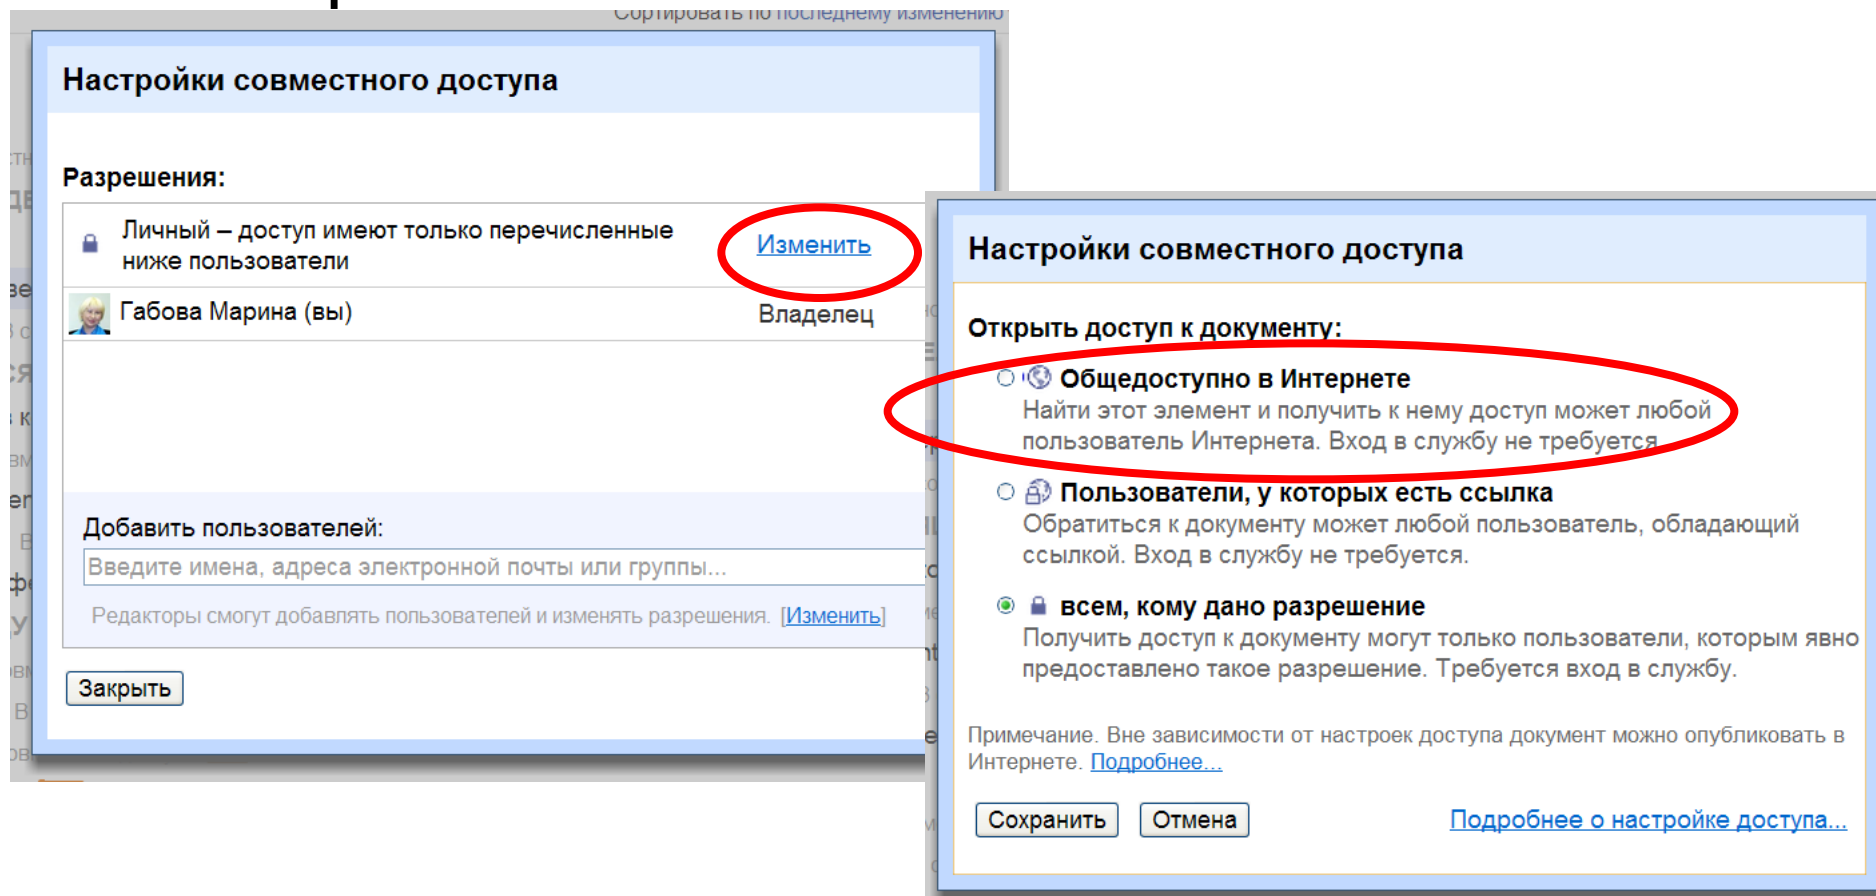 Сортировать по последнему изменению
Настройки совместного доступа
Разрешения:
Личный – доступ имеют только перечисленные
ниже пользователи
Изменить
Габова Марина (вы)
Владелец
Добавить пользователей:
Введите имена, адреса электронной почты или группы...
Редакторы смогут добавлять пользователей и изменять разрешения. [Изменить]
Закрыть
Настройки совместного доступа
Открыть доступ к документу:
Общедоступно в Интернете
Найти этот элемент и получить к нему доступ может любой
пользователь Интернета. Вход в службу не требуется.
Пользователи, у которых есть ссылка
Обратиться к документу может любой пользователь, обладающий
ссылкой. Вход в службу не требуется.
всем, кому дано разрешение
Получить доступ к документу могут только пользователи, которым явно
предоставлено такое разрешение. Требуется вход в службу.
Примечание. Вне зависимости от настроек доступа документ можно опубликовать в
Интернете. Подробнее...
Сохранить
Отмена
Подробнее о настройке доступа...